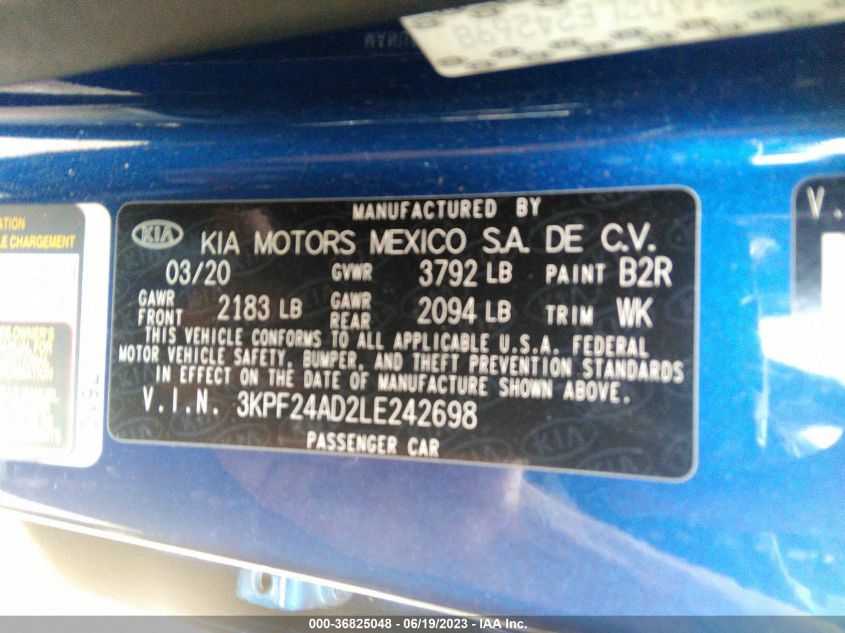 LE242698
MANUFACTURED BY
KIA
KIA MOTORS MEXICO S.A. DE C.V.
03/20 GVWR 3792 LB PAINT B2R
GAWR FRONT 2183 LB GAWR REAR 2094 LB TRIM WK
THIS VEHICLE CONFORMS TO ALL APPLICABLE U.S.A. FEDERAL
MOTOR VEHICLE SAFETY, BUMPER, AND THEFT PREVENTION STANDARDS
IN EFFECT ON THE DATE OF MANUFACTURE SHOWN ABOVE.
V.I.N. 3KPF24AD2LE242698
PASSENGER CAR
CHARGEMENT
V.
000-36825048 - 06/19/2023 - IAA Inc.